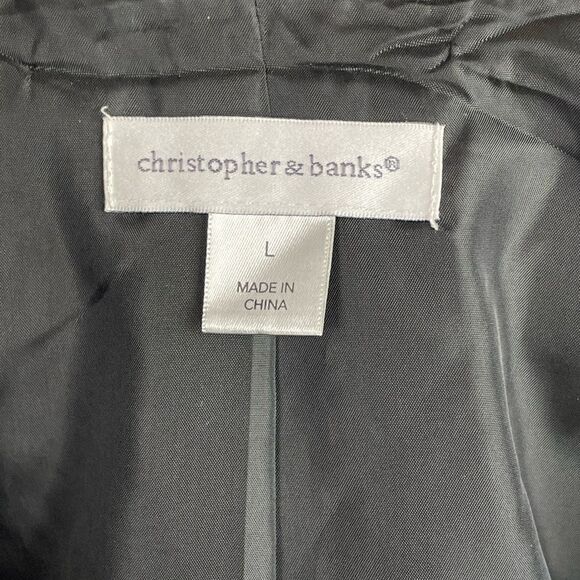 christopher & banks®
L
MADE IN
CHINA